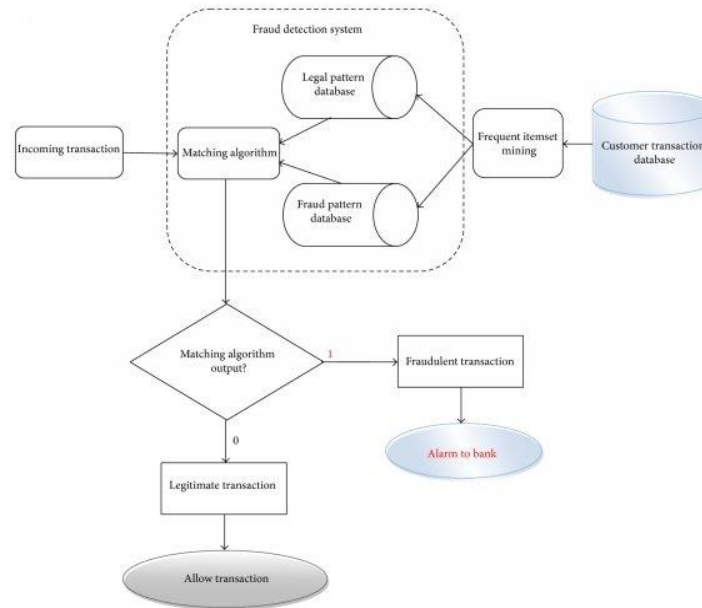 Fraud detection system
Legal pattern
database
Incoming transaction
Matching algorithm
Frequent itemset
mining
Customer transaction
database
Fraud pattern
database
Matching algorithm
output?
1
Fraudulent transaction
0
Alarm to bank
Legitimate transaction
Allow transaction